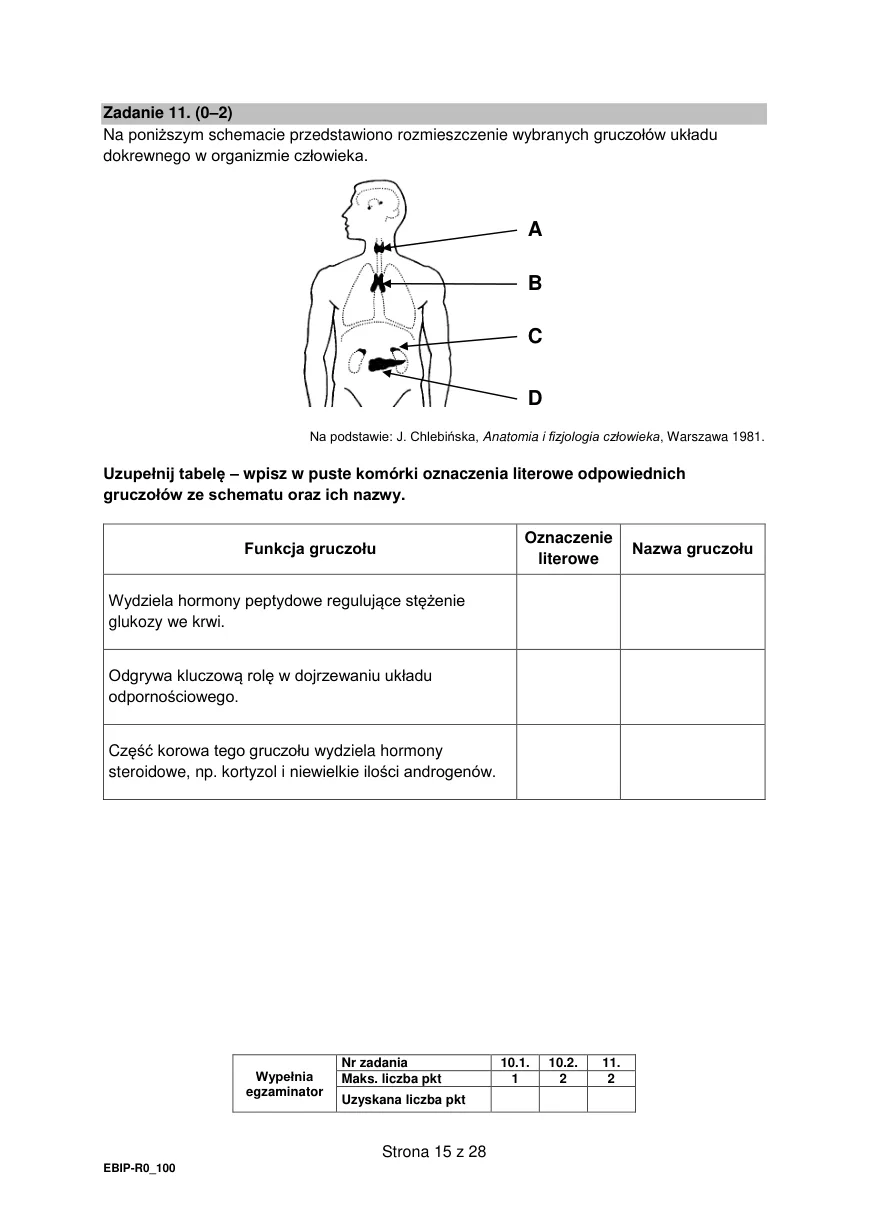 Zadanie 11. (0–2)
Na poniższym schemacie przedstawiono rozmieszczenie wybranych gruczołów układu
dokrewnego w organizmie człowieka.
A
B
C
D
Na podstawie: J. Chlebińska, Anatomia i fizjologia człowieka, Warszawa 1981.
Uzupełnij tabelę – wpisz w puste komórki oznaczenia literowe odpowiednich
gruczołów ze schematu oraz ich nazwy.
Funkcja gruczołu
Oznaczenie
literowe
Nazwa gruczołu
Wydziela hormony peptydowe regulujące stężenie
glukozy we krwi.
Odgrywa kluczową rolę w dojrzewaniu układu
odpornościowego.
Część korowa tego gruczołu wydziela hormony
steroidowe, np. kortyzol i niewielkie ilości androgenów.
Wypełnia
egzaminator
Nr zadania 10.1. 10.2. 11.
Maks. liczba pkt 1 2 2
Uzyskana liczba pkt
Strona 15 z 28
EBIP-R0_100